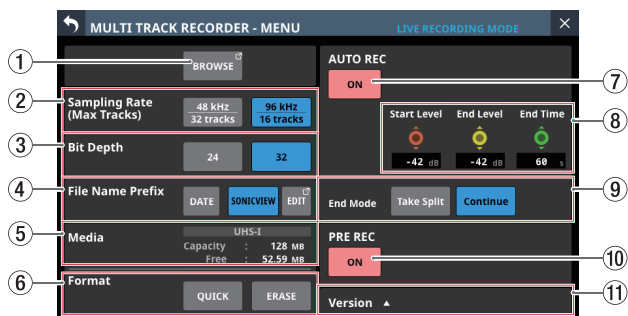 MULTI TRACK RECORDER - MENU
LIVE RECORDING MODE
1
BROWSE
2
Sampling Rate
(Max Tracks)
48 kHz
32 tracks
96 kHz
16 tracks
3
Bit Depth
24
32
4
File Name Prefix
DATE
SONICVIEW
EDIT
5
Media
UHS-I
Capacity : 128 MB
Free : 52.59 MB
6
Format
QUICK
ERASE
AUTO REC
ON
7
Start Level
End Level
End Time
8
-42 dB
-42 dB
60 s
End Mode
Take Split
Continue
9
PRE REC
ON
10
Version ▲
11